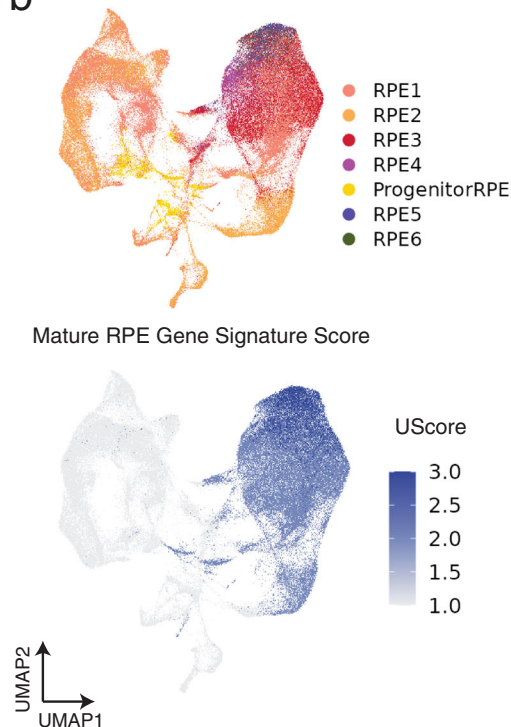 b
RPE1
RPE2
RPE3
RPE4
ProgenitorRPE
RPE5
RPE6
Mature RPE Gene Signature Score
UScore
3.0
2.5
2.0
1.5
1.0
UMAP2
UMAP1